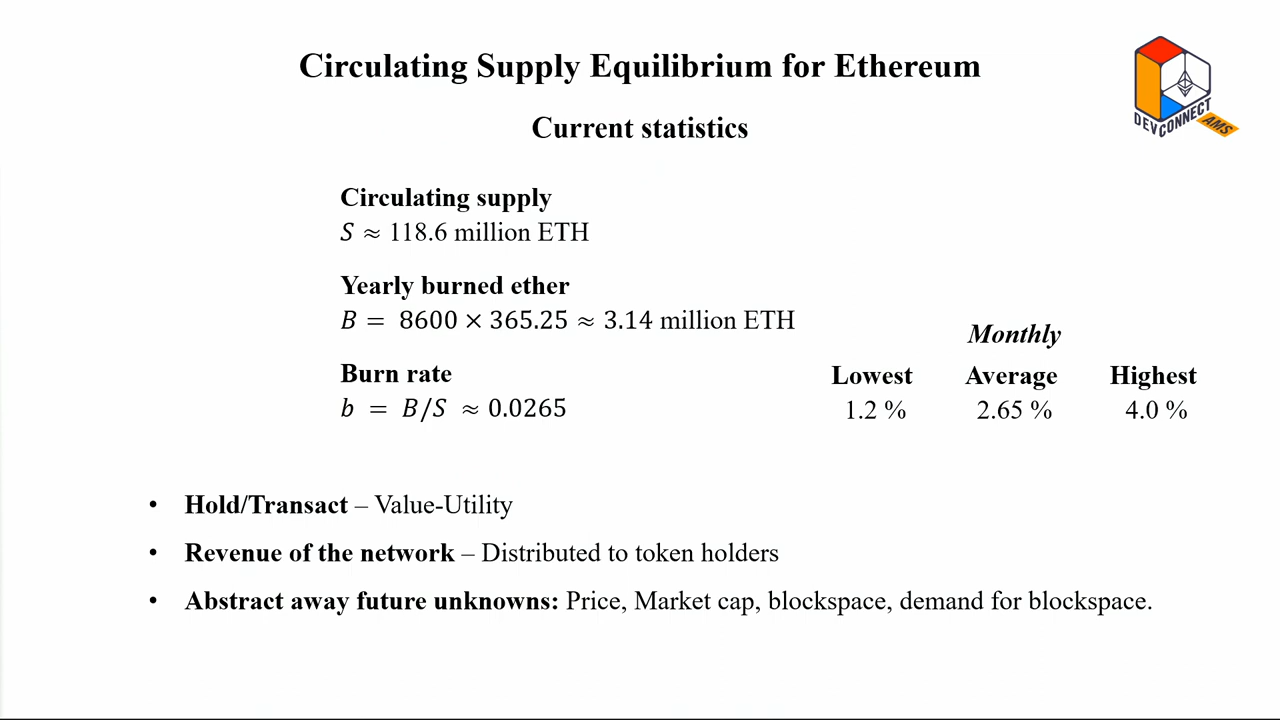 Circulating Supply Equilibrium for Ethereum
DEVCONNECT
AMS
Current statistics
Circulating supply
S ≈ 118.6 million ETH
Yearly burned ether
B = 8600 × 365.25 ≈ 3.14 million ETH
Burn rate
b = B/S ≈ 0.0265
Monthly
Lowest Average Highest
1.2 % 2.65 % 4.0 %
• Hold/Transact – Value-Utility
• Revenue of the network – Distributed to token holders
• Abstract away future unknowns: Price, Market cap, blockspace, demand for blockspace.